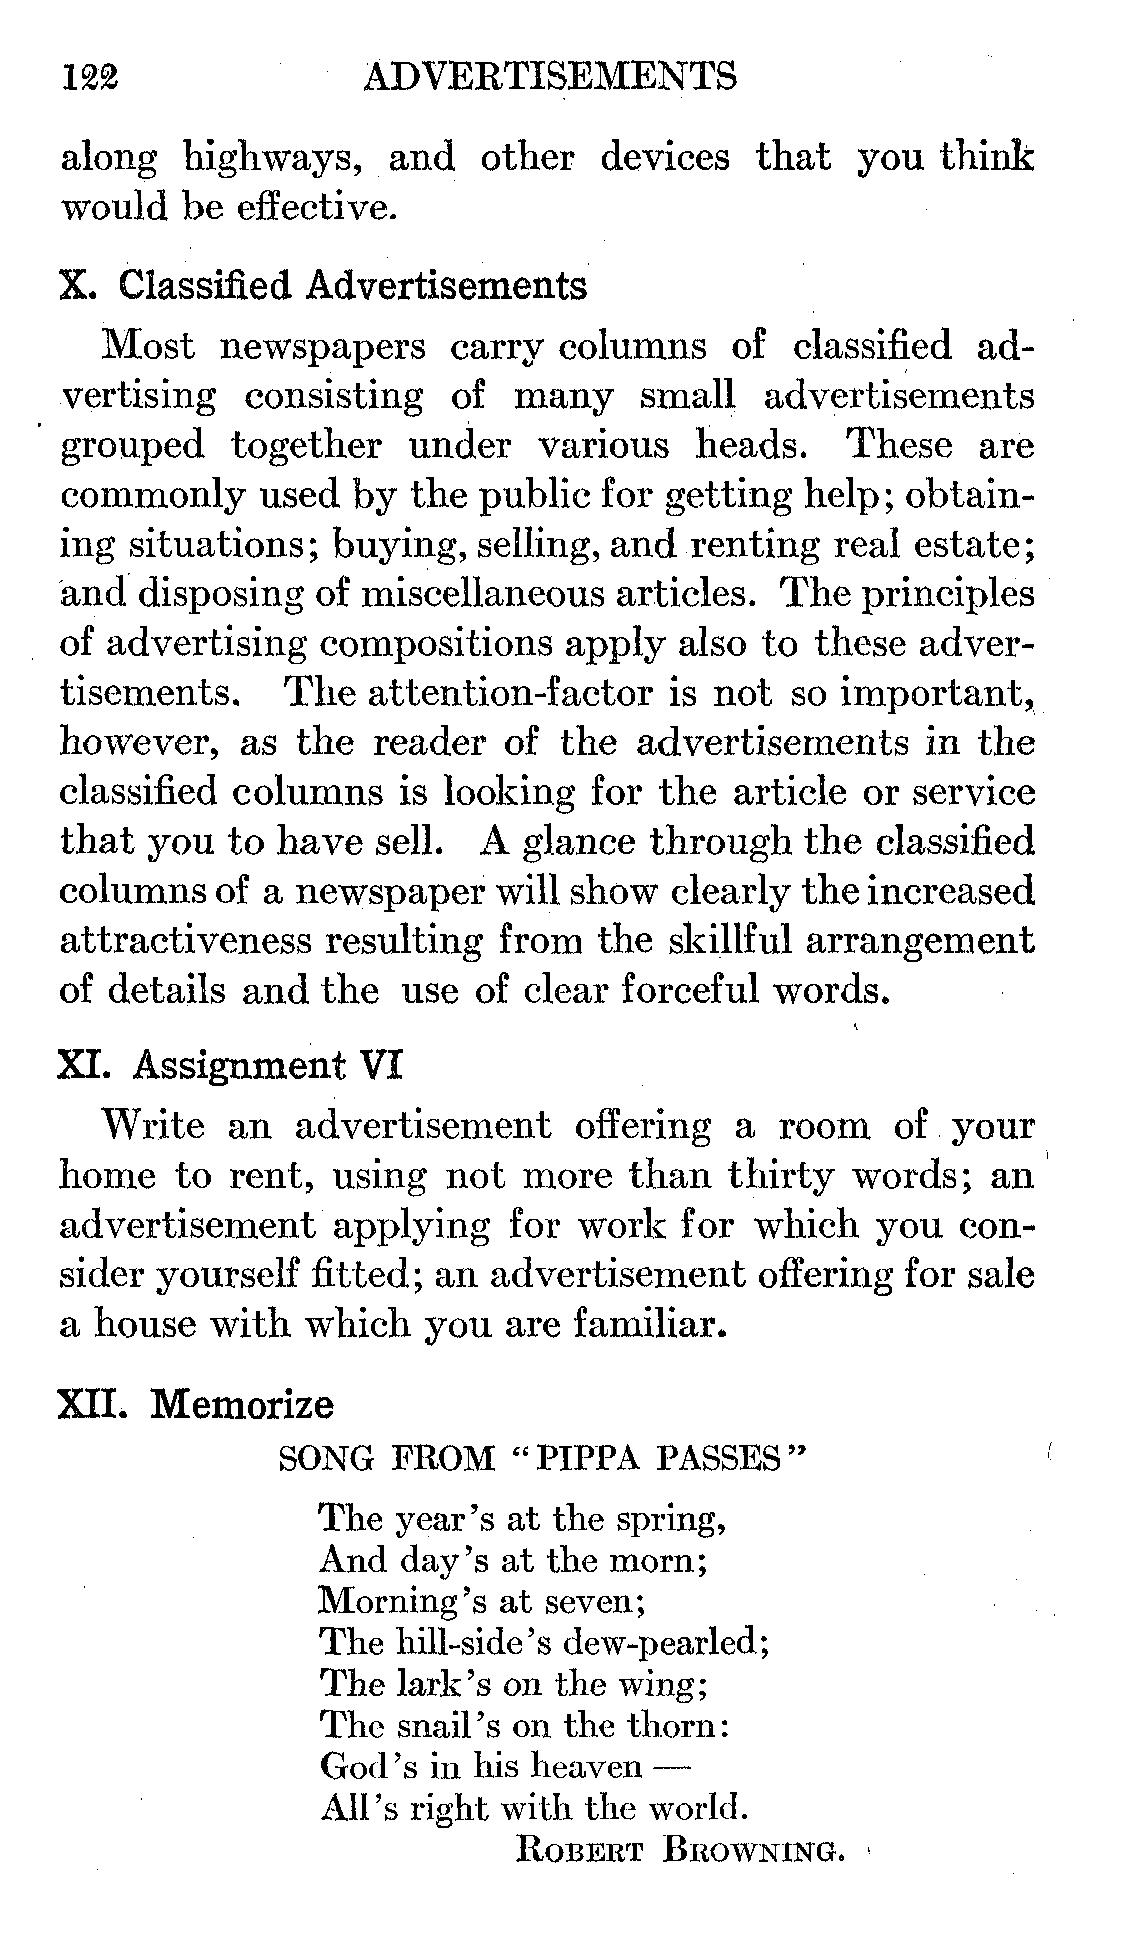 122 ADVERTISEMENTS
along highways, and other devices that you think
would be effective.
X. Classified Advertisements
Most newspapers carry columns of classified ad-
vertising consisting of many small advertisements
grouped together under various heads. These are
commonly used by the public for getting help; obtain-
ing situations; buying, selling, and renting real estate;
and disposing of miscellaneous articles. The principles
of advertising compositions apply also to these adver-
tisements. The attention-factor is not so important,
however, as the reader of the advertisements in the
classified columns is looking for the article or service
that you to have sell. A glance through the classified
columns of a newspaper will show clearly the increased
attractiveness resulting from the skillful arrangement
of details and the use of clear forceful words.
XI. Assignment VI
Write an advertisement offering a room of your
home to rent, using not more than thirty words; an
advertisement applying for work for which you con-
sider yourself fitted; an advertisement offering for sale
a house with which you are familiar.
XII. Memorize
SONG FROM "PIPPA PASSES"
The year's at the spring,
And day's at the morn;
Morning's at seven;
The hill-side's dew-pearled;
The lark's on the wing;
The snail's on the thorn:
God's in his heaven —
All's right with the world.
ROBERT BROWNING.